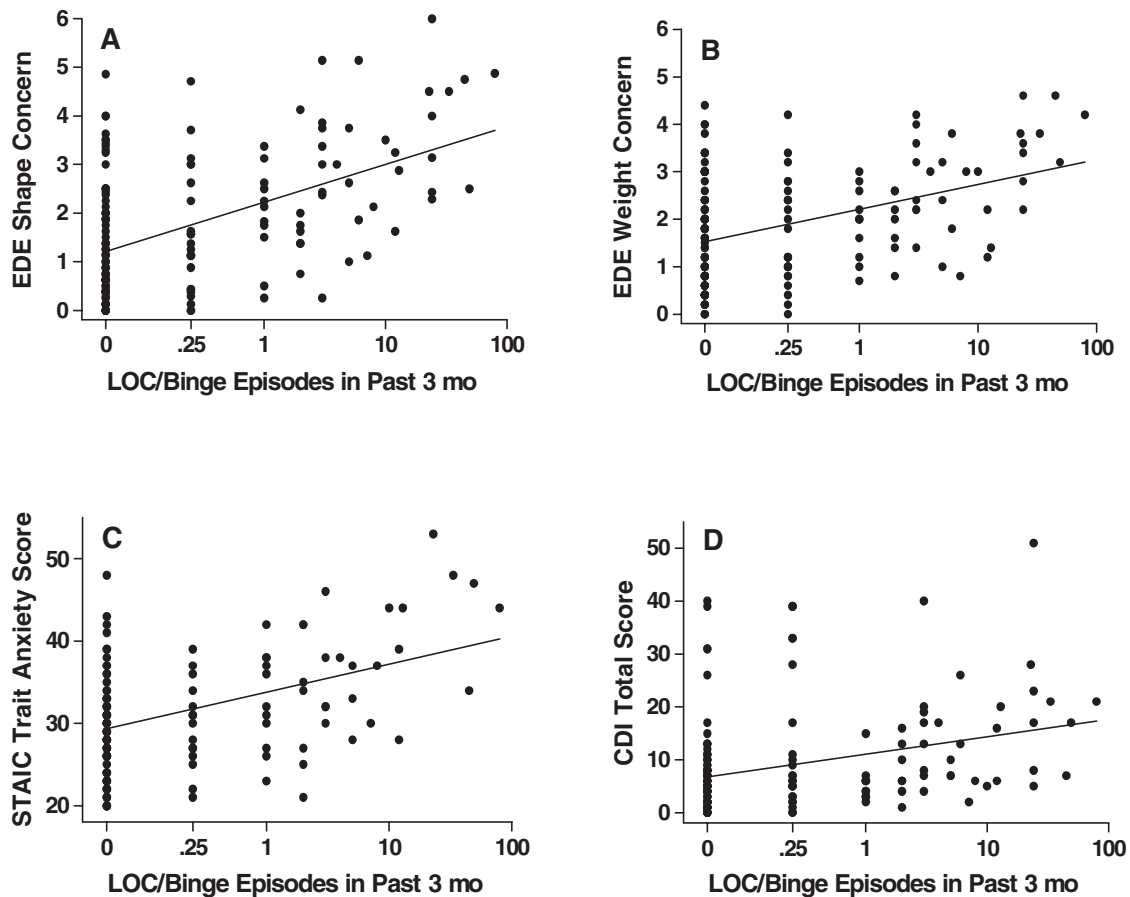 A
EDE Shape Concern
6
5
4
3
2
1
0
0 .25 1 10 100
LOC/Binge Episodes in Past 3 mo
B
EDE Weight Concern
6
5
4
3
2
1
0
0 .25 1 10 100
LOC/Binge Episodes in Past 3 mo
C
STAIC Trait Anxiety Score
50
40
30
20
0 .25 1 10 100
LOC/Binge Episodes in Past 3 mo
D
CDI Total Score
50
40
30
20
10
0
0 .25 1 10 100
LOC/Binge Episodes in Past 3 mo